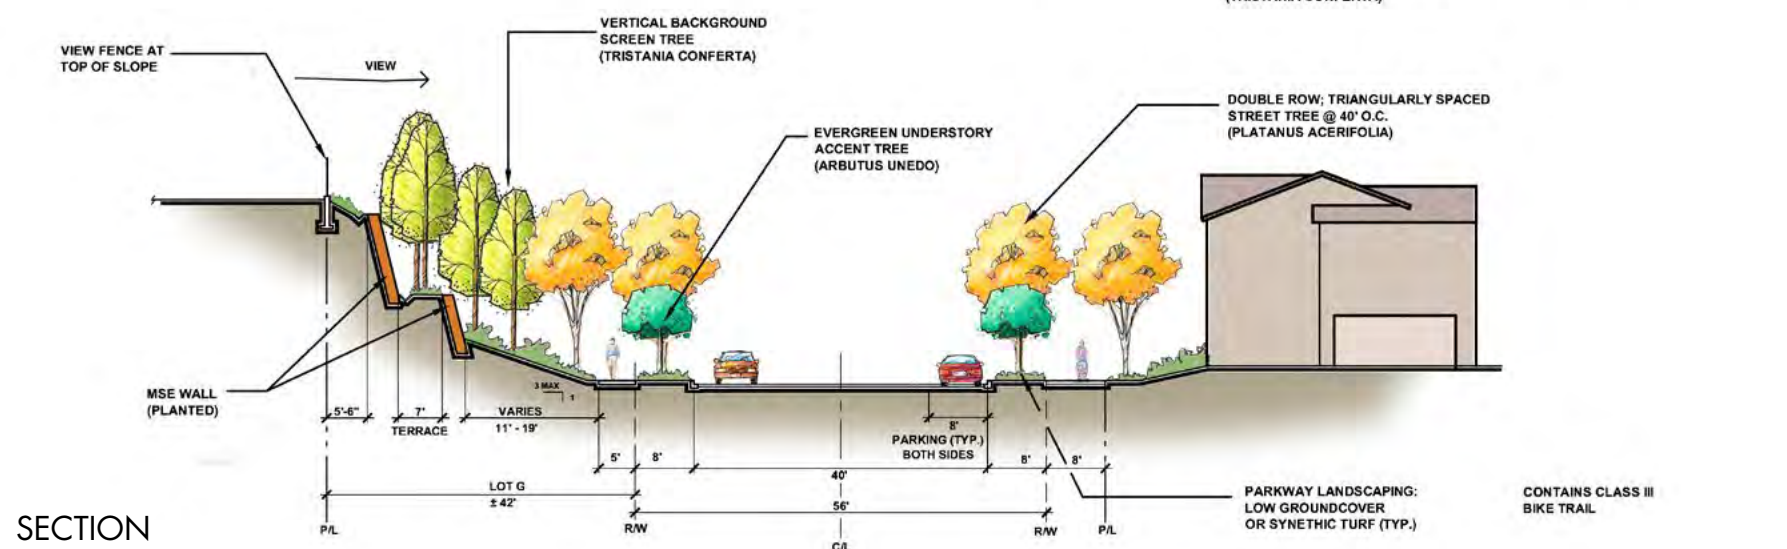 (TRISTANIA CONFERTA)
VERTICAL BACKGROUND
SCREEN TREE
(TRISTANIA CONFERTA)
VIEW FENCE AT
TOP OF SLOPE
VIEW
DOUBLE ROW; TRIANGULARLY SPACED
STREET TREE @ 40' O.C.
(PLATANUS ACERIFOLIA)
EVERGREEN UNDERSTORY
ACCENT TREE
(ARBUTUS UNEDO)
3 MAX
1
MSE WALL
(PLANTED)
5'-6"
7'
TERRACE
VARIES
11' - 19'
8'
PARKING (TYP.)
BOTH SIDES
5'
8'
40'
8'
8'
LOT G
± 42'
56'
PARKWAY LANDSCAPING:
LOW GROUNDCOVER
OR SYNETHIC TURF (TYP.)
CONTAINS CLASS III
BIKE TRAIL
SECTION
P/L
R/W
C/L
R/W
P/L